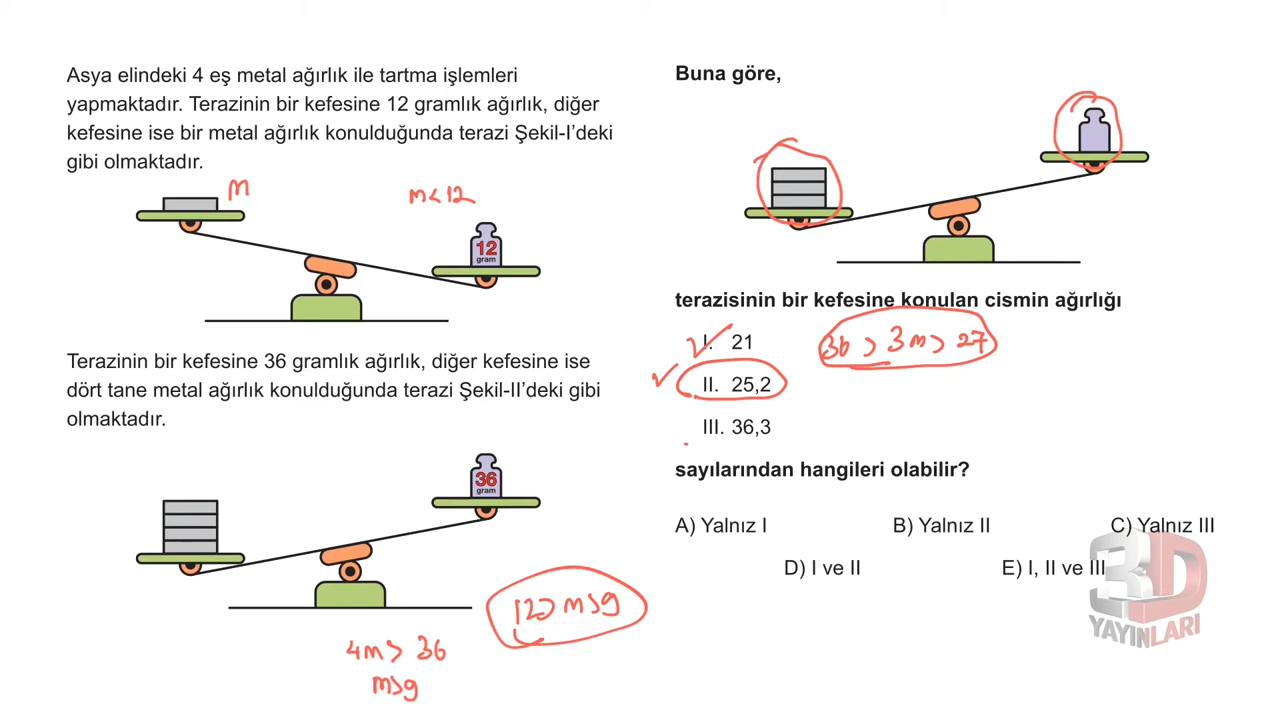 Asya elindeki 4 eş metal ağırlık ile tartma işlemleri
yapmaktadır. Terazinin bir kefesine 12 gramlık ağırlık, diğer
kefesine ise bir metal ağırlık konulduğunda terazi Şekil-I’deki
gibi olmaktadır.
m
m<12
12
gram
Terazinin bir kefesine 36 gramlık ağırlık, diğer kefesine ise
dört tane metal ağırlık konulduğunda terazi Şekil-II’deki gibi
olmaktadır.
36
gram
12>m>9
4m>36
m>9
Buna göre,
terazisinin bir kefesine konulan cismin ağırlığı
I. 21
36>3m>27
II. 25,2
III. 36,3
sayılarından hangileri olabilir?
A) Yalnız I
B) Yalnız II
C) Yalnız III
D) I ve II
E) I, II ve III
3D
YAYINLARI